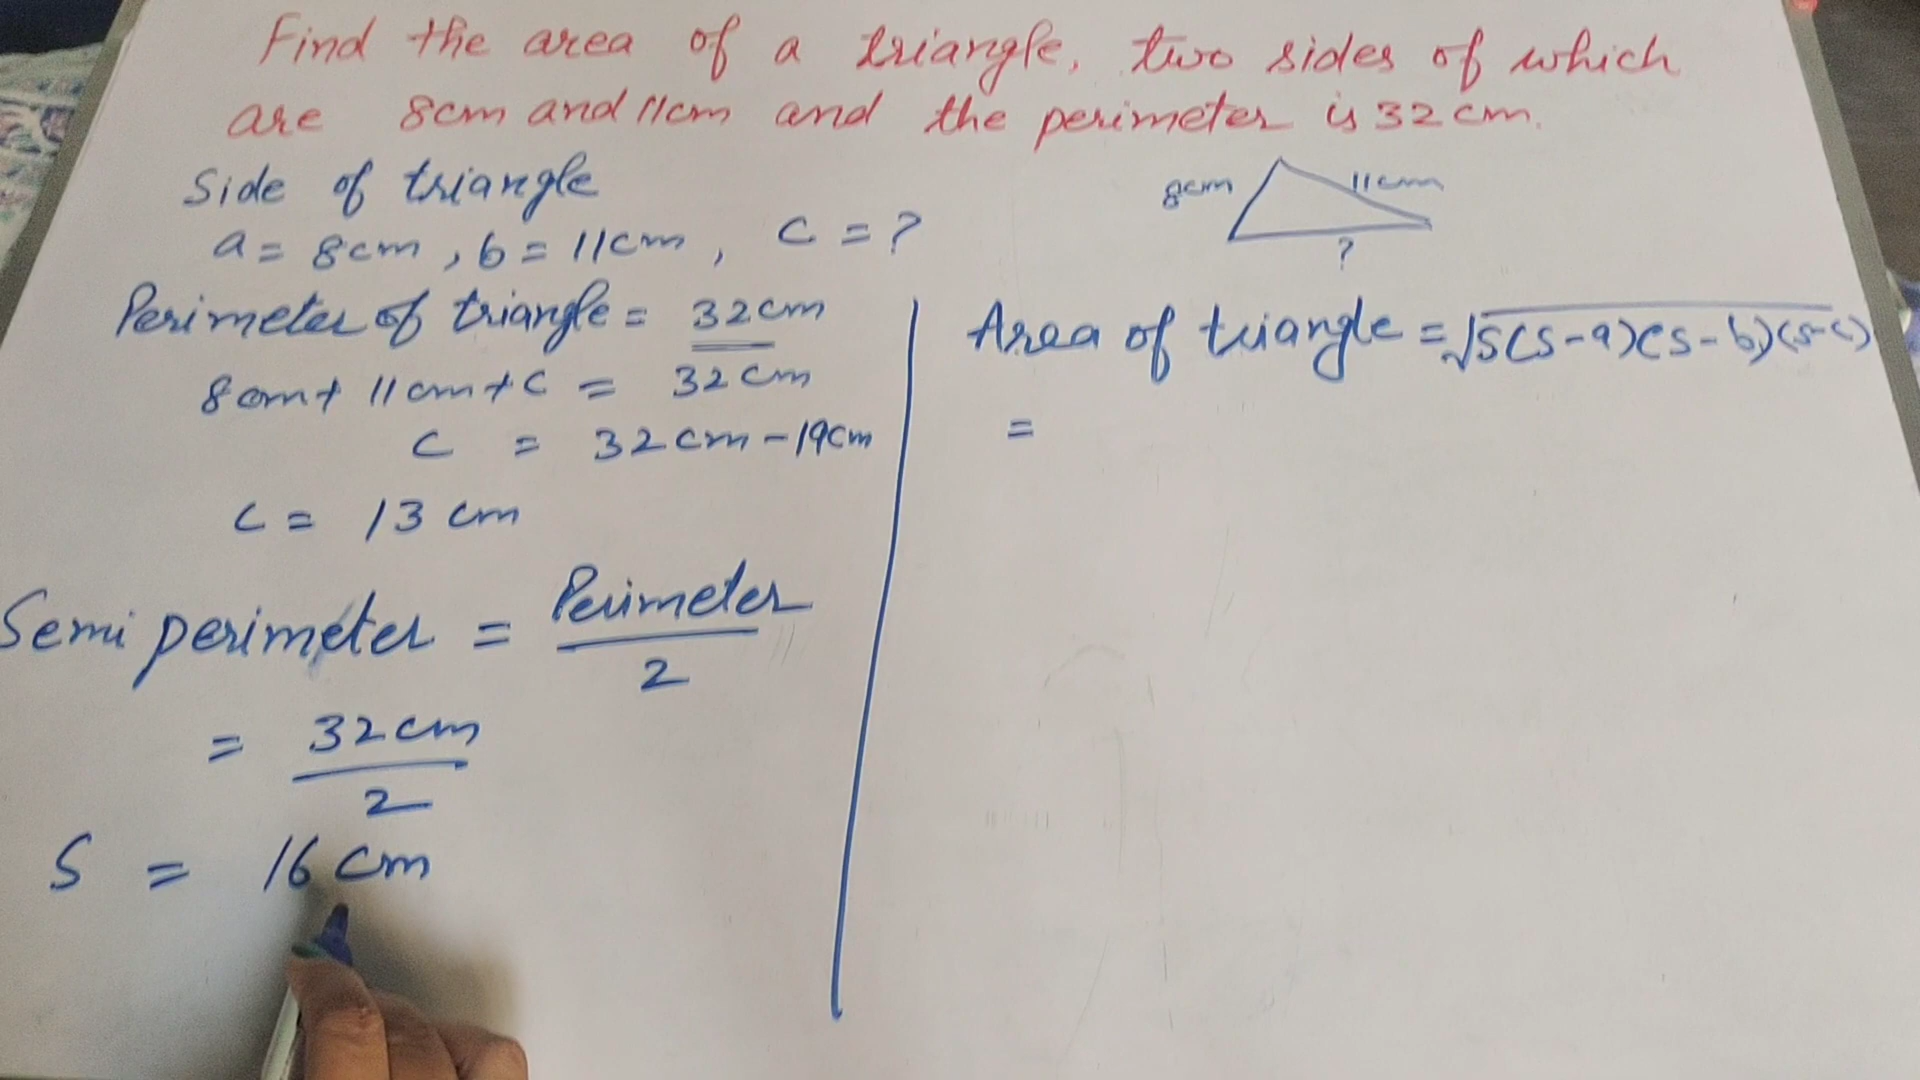 Find the area of a triangle, two sides of which
are 8cm and 11cm and the perimeter is 32cm.
Side of triangle
a = 8cm, b = 11cm, c = ?
8cm
11cm
?
Perimeter of triangle = 32cm
8cm + 11cm + c = 32cm
c = 32cm - 19cm
c = 13 cm
Semi perimeter = Perimeter
2
= 32cm
2
S = 16 cm
Area of triangle = √s(s-a)(s-b)(s-c)
=